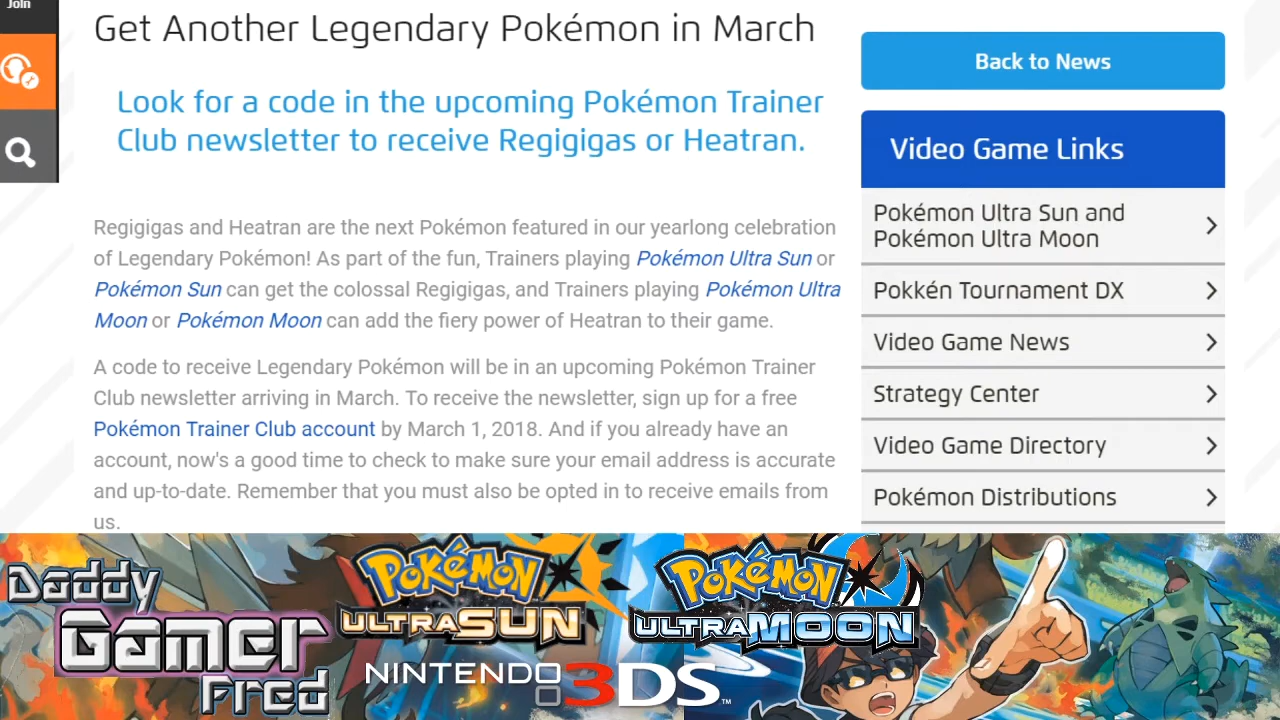 Join
Get Another Legendary Pokémon in March
Look for a code in the upcoming Pokémon Trainer
Club newsletter to receive Regigigas or Heatran.
Regigigas and Heatran are the next Pokémon featured in our yearlong celebration
of Legendary Pokémon! As part of the fun, Trainers playing Pokémon Ultra Sun or
Pokémon Sun can get the colossal Regigigas, and Trainers playing Pokémon Ultra
Moon or Pokémon Moon can add the fiery power of Heatran to their game.
A code to receive Legendary Pokémon will be in an upcoming Pokémon Trainer
Club newsletter arriving in March. To receive the newsletter, sign up for a free
Pokémon Trainer Club account by March 1, 2018. And if you already have an
account, now's a good time to check to make sure your email address is accurate
and up-to-date. Remember that you must also be opted in to receive emails from
us.
Back to News
Video Game Links
Pokémon Ultra Sun and
Pokémon Ultra Moon
Pokkén Tournament DX
Video Game News
Strategy Center
Video Game Directory
Pokémon Distributions
Daddy
Gamer
Fred
POKéMON
ULTRA SUN
POKéMON
ULTRA MOON
NINTENDO 3DS™